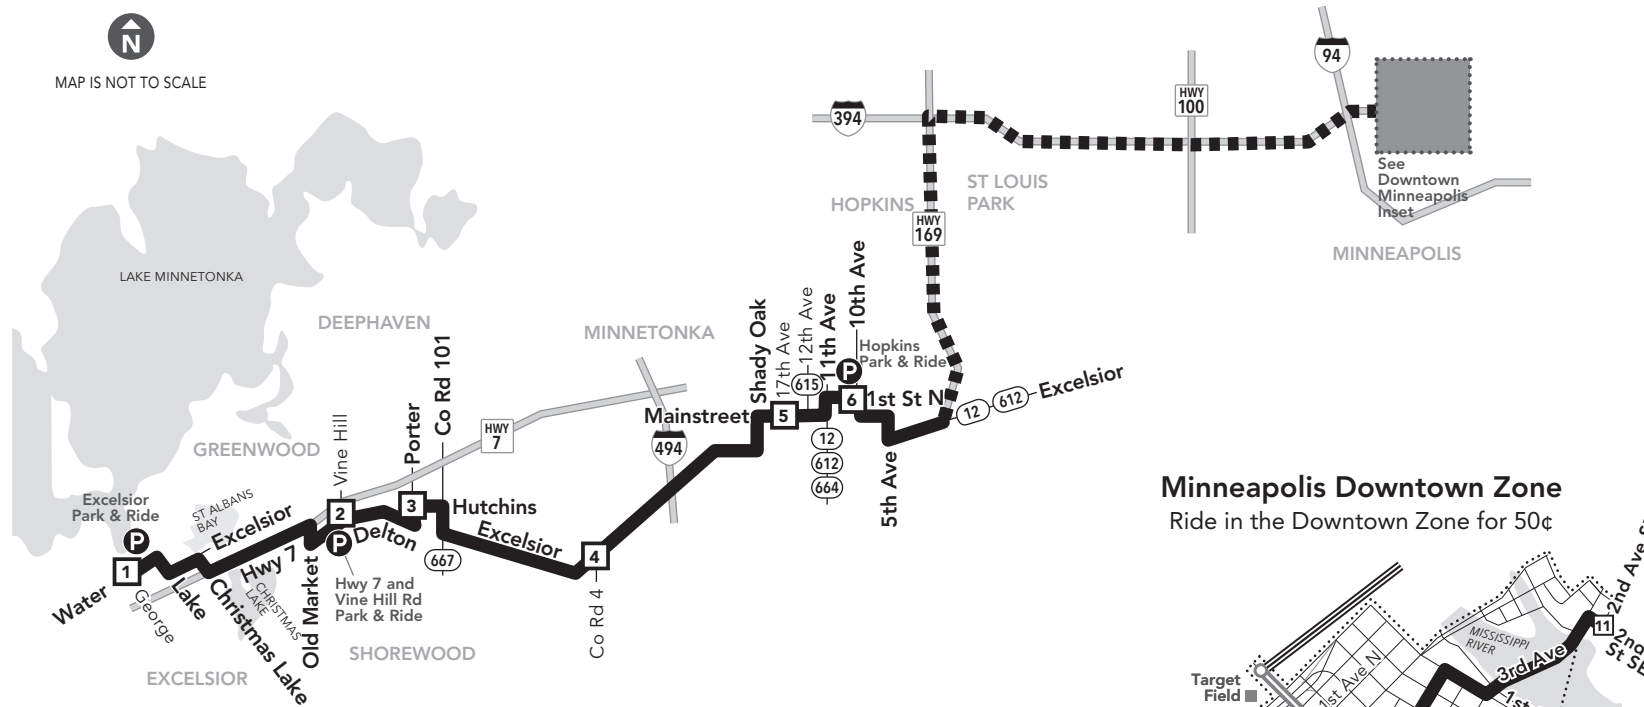 N
MAP IS NOT TO SCALE
94
HWY
100
394
See
Downtown
Minneapolis
Inset
ST LOUIS
PARK
HOPKINS
HWY
169
MINNEAPOLIS
LAKE MINNETONKA
DEEPHAVEN
MINNETONKA
Co Rd 101
Shady Oak
17th Ave
12th Ave
11th Ave
10th Ave
Hopkins
Park & Ride
P
615
6
1st St N
12
612
Excelsior
Mainstreet
5
12
612
664
5th Ave
HWY
7
494
GREENWOOD
Vine Hill
Porter
Excelsior
Park & Ride
P
1
Water
George
Lake
ST ALBANS
BAY
Excelsior
Hwy 7
Christmas Lake
CHRISTMAS
LAKE
Old Market
2
P
Delton
3
Hutchins
667
Excelsior
4
Co Rd 4
Hwy 7 and
Vine Hill Rd
Park & Ride
SHOREWOOD
EXCELSIOR
Minneapolis Downtown Zone
Ride in the Downtown Zone for 50¢
Target
Field
1st Ave N
MISSISSIPPI
RIVER
3rd Ave
1st
11
2nd Ave S
2nd
St SE